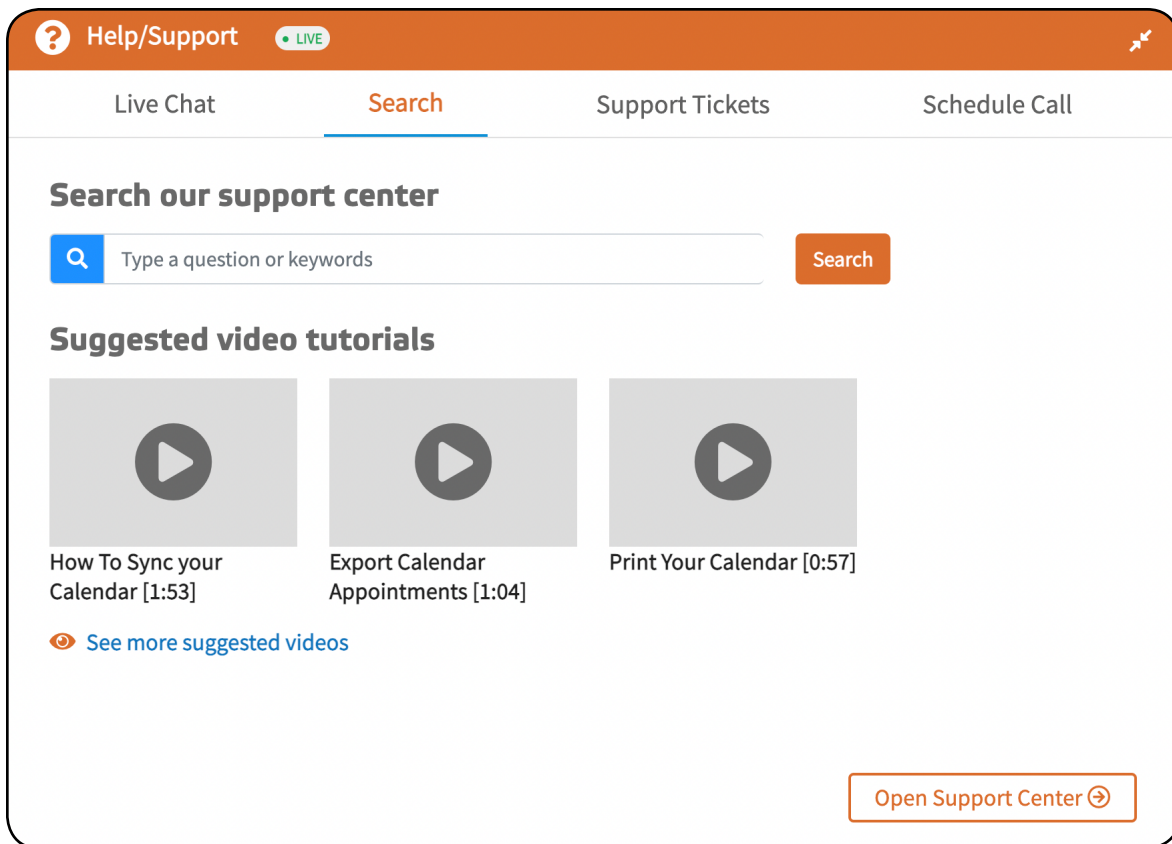 Help/Support
LIVE
Live Chat
Search
Support Tickets
Schedule Call
Search our support center
Type a question or keywords
Search
Suggested video tutorials
How To Sync your
Calendar [1:53]
Export Calendar
Appointments [1:04]
Print Your Calendar [0:57]
See more suggested videos
Open Support Center